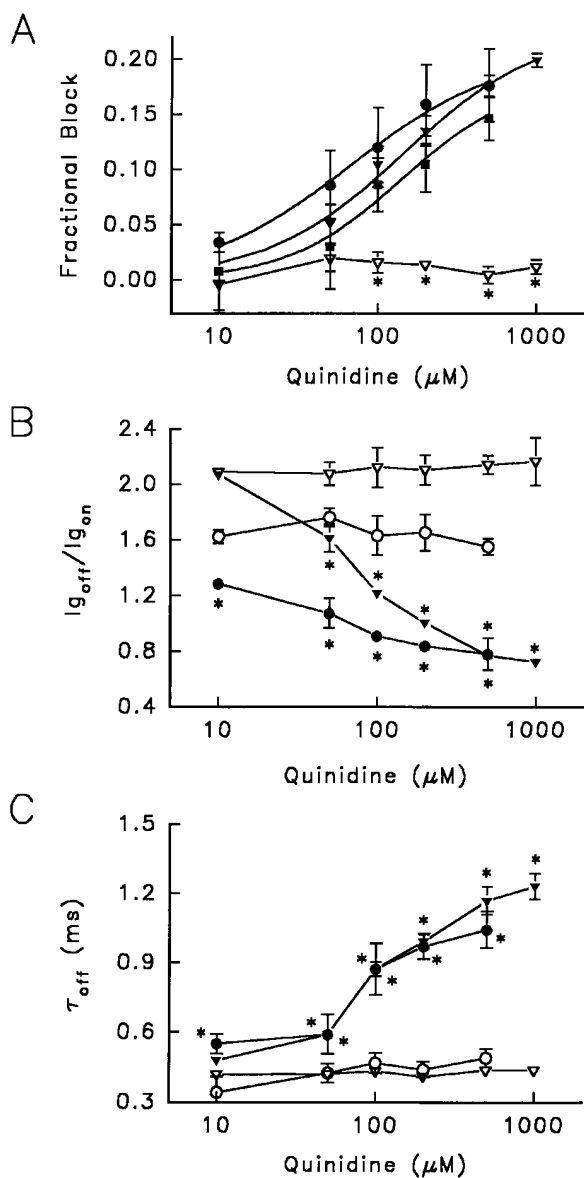 A
Fractional Block
0.20
0.15
0.10
0.05
0.00
* * * *
10 100 1000
Quinidine (μM)
B
Ig_off/Ig_on
2.4
2.0
1.6
1.2
0.8
0.4
* *
* * * *
* * * *
*
10 100 1000
Quinidine (μM)
C
τ_off (ms)
1.5
1.2
0.9
0.6
0.3
* *
* * *
* *
* *
10 100 1000
Quinidine (μM)